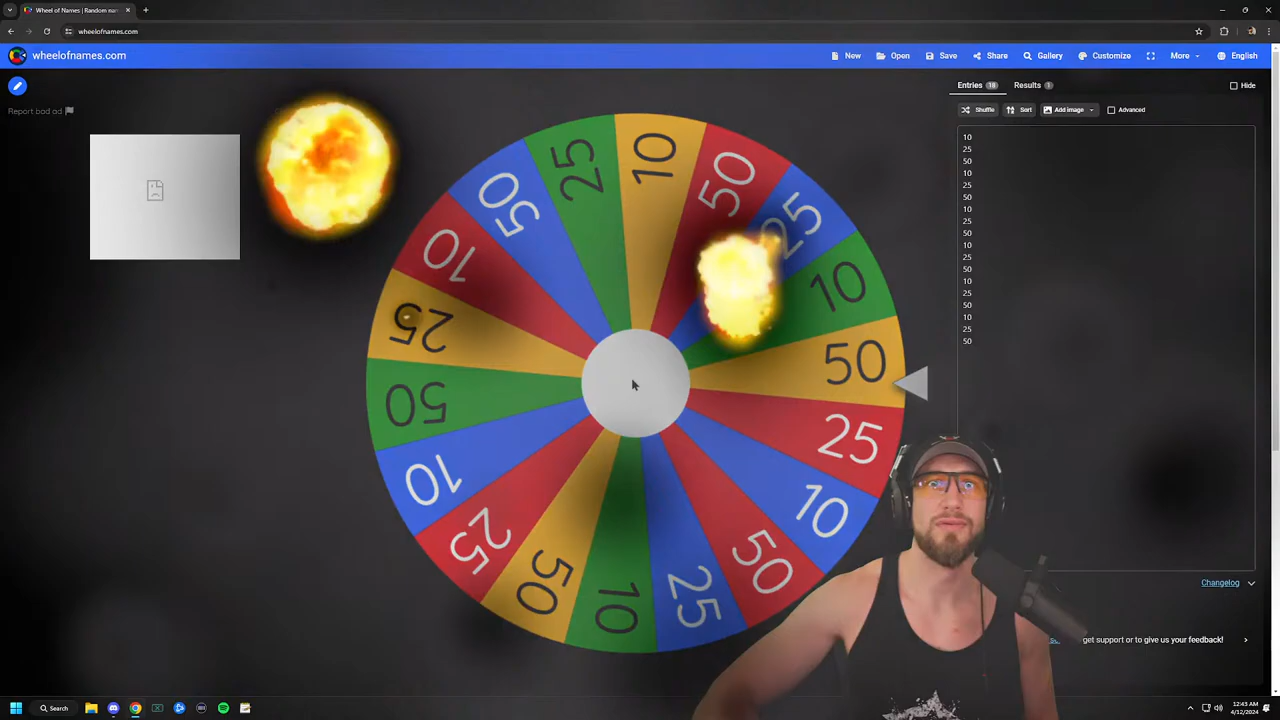 Wheel of Names | Random
wheelofnames.com
wheelofnames.com
New
Open
Save
Share
Gallery
Customize
More
English
Report bad ad
Entries 18
Results 1
Hide
Shuffle
Sort
Add image
Advanced
10
25
50
10
25
50
10
25
50
10
25
50
10
25
50
10
25
50
10
50
25
10
50
25
10
50
25
10
50
25
10
50
25
10
50
25
Changelog
get support or to give us your feedback!
Search
12:43 AM
4/12/2024